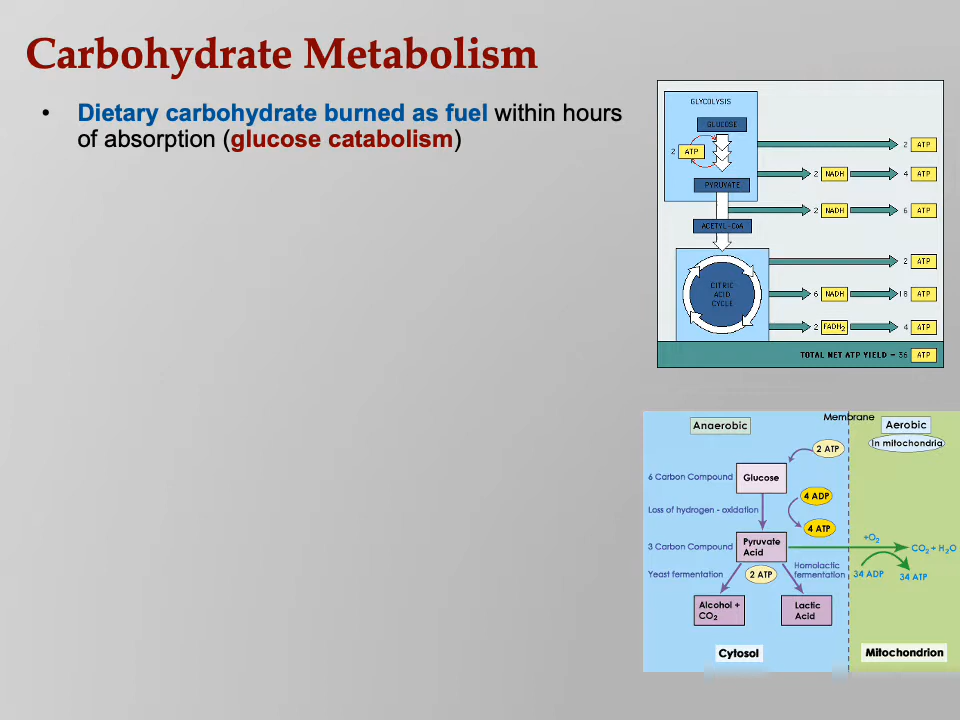 Carbohydrate Metabolism
• Dietary carbohydrate burned as fuel within hours
of absorption (glucose catabolism)
GLYCOLYSIS
GLUCOSE
2 ATP
PYRUVATE
ACETYL-CoA
CITRIC
ACID
CYCLE
2 ATP
2 NADH 4 ATP
2 NADH 6 ATP
2 ATP
6 NADH 18 ATP
2 FADH2 4 ATP
TOTAL NET ATP YIELD = 36 ATP
Membrane
Anaerobic
Aerobic
In mitochondria
2 ATP
6 Carbon Compound
Glucose
4 ADP
Loss of hydrogen - oxidation
4 ATP
3 Carbon Compound
Pyruvate
Acid
+O2
CO2 + H2O
34 ADP
34 ATP
Yeast fermentation
2 ATP
Homolactic
fermentation
Alcohol +
CO2
Lactic
Acid
Cytosol
Mitochondrion